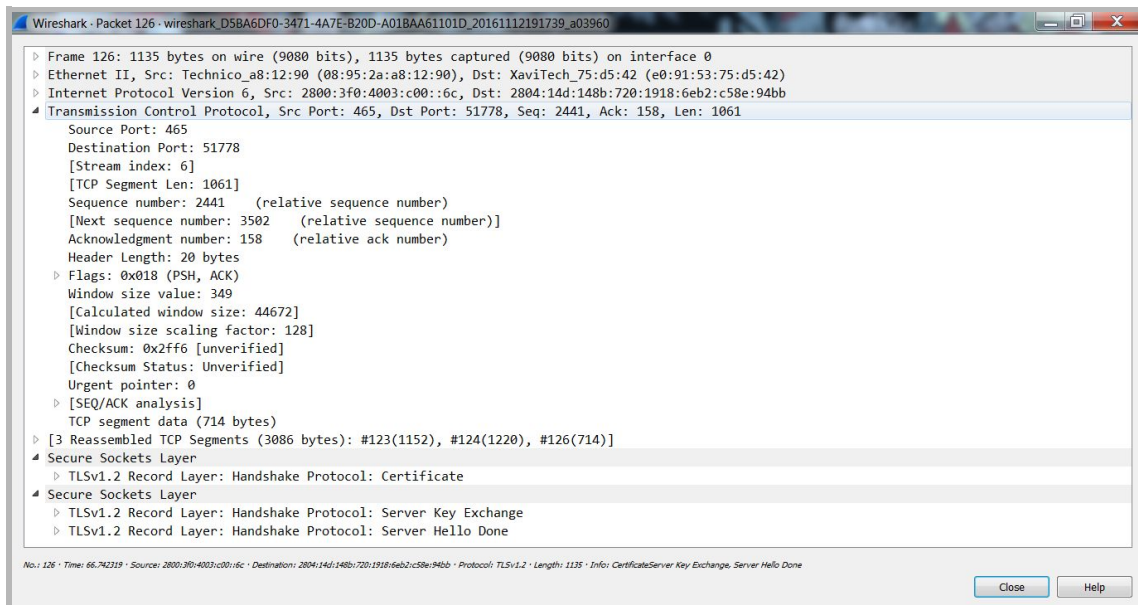 Wireshark · Packet 126 · wireshark_D5BA6DF0-3471-4A7E-B20D-A01BAA61101D_20161112191739_a03960
Frame 126: 1135 bytes on wire (9080 bits), 1135 bytes captured (9080 bits) on interface 0
Ethernet II, Src: Technico_a8:12:90 (08:95:2a:a8:12:90), Dst: XaviTech_75:d5:42 (e0:91:53:75:d5:42)
Internet Protocol Version 6, Src: 2800:3f0:4003:c00::6c, Dst: 2804:14d:148b:720:1918:6eb2:c58e:94bb
Transmission Control Protocol, Src Port: 465, Dst Port: 51778, Seq: 2441, Ack: 158, Len: 1061
Source Port: 465
Destination Port: 51778
[Stream index: 6]
[TCP Segment Len: 1061]
Sequence number: 2441 (relative sequence number)
[Next sequence number: 3502 (relative sequence number)]
Acknowledgment number: 158 (relative ack number)
Header Length: 20 bytes
Flags: 0x018 (PSH, ACK)
Window size value: 349
[Calculated window size: 44672]
[Window size scaling factor: 128]
Checksum: 0x2ff6 [unverified]
[Checksum Status: Unverified]
Urgent pointer: 0
[SEQ/ACK analysis]
TCP segment data (714 bytes)
[3 Reassembled TCP Segments (3086 bytes): #123(1152), #124(1220), #126(714)]
Secure Sockets Layer
TLSv1.2 Record Layer: Handshake Protocol: Certificate
Secure Sockets Layer
TLSv1.2 Record Layer: Handshake Protocol: Server Key Exchange
TLSv1.2 Record Layer: Handshake Protocol: Server Hello Done
No.: 126 · Time: 66.742319 · Source: 2800:3f0:4003:c00::6c · Destination: 2804:14d:148b:720:1918:6eb2:c58e:94bb · Protocol: TLSv1.2 · Length: 1135 · Info: CertificateServer Key Exchange, Server Hello Done
Close Help